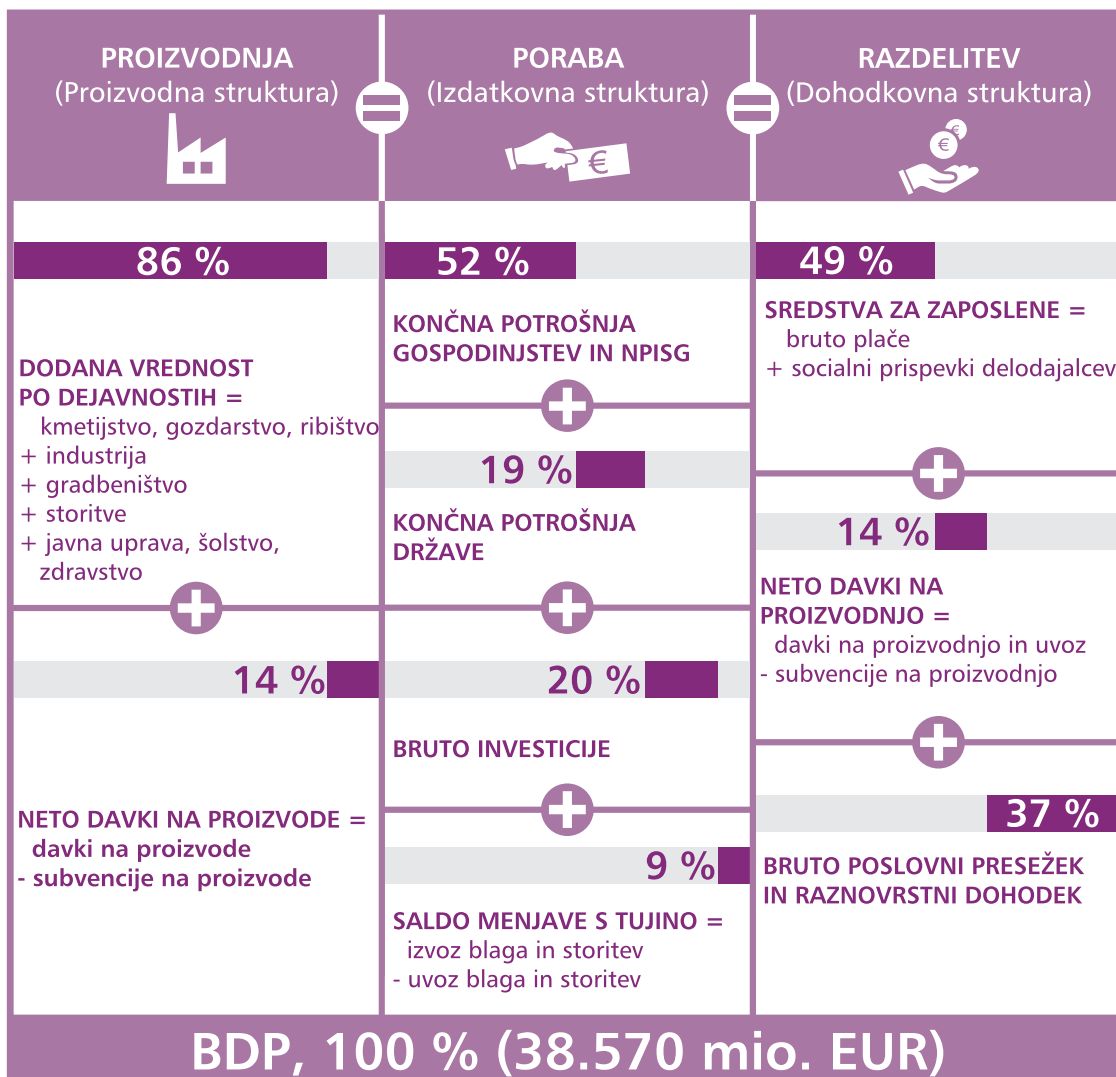 PROIZVODNJA
(Proizvodna struktura)
86 %
DODANA VREDNOST
PO DEJAVNOSTIH =
kmetijstvo, gozdarstvo, ribištvo
+ industrija
+ gradbeništvo
+ storitve
+ javna uprava, šolstvo,
zdravstvo
+
14 %
NETO DAVKI NA PROIZVODE =
davki na proizvode
- subvencije na proizvode
=
PORABA
(Izdatkovna struktura)
€
52 %
KONČNA POTROŠNJA
GOSPODINJSTEV IN NPISG
+
19 %
KONČNA POTROŠNJA
DRŽAVE
+
20 %
BRUTO INVESTICIJE
+
9 %
SALDO MENJAVE S TUJINO =
izvoz blaga in storitev
- uvoz blaga in storitev
=
RAZDELITEV
(Dohodkovna struktura)
€
€
49 %
SREDSTVA ZA ZAPOSLENE =
bruto plače
+ socialni prispevki delodajalcev
+
14 %
NETO DAVKI NA
PROIZVODNJO =
davki na proizvodnjo in uvoz
- subvencije na proizvodnjo
+
37 %
BRUTO POSLOVNI PRESEŽEK
IN RAZNOVRSTNI DOHODEK
BDP, 100 % (38.570 mio. EUR)